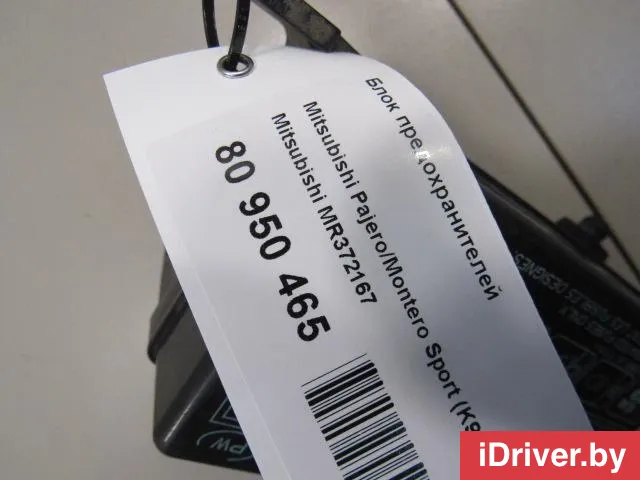 Блок предохранителей
Mitsubishi Pajero/Montero Sport (K9
Mitsubishi MR372167
80 950 465
iDriver.by